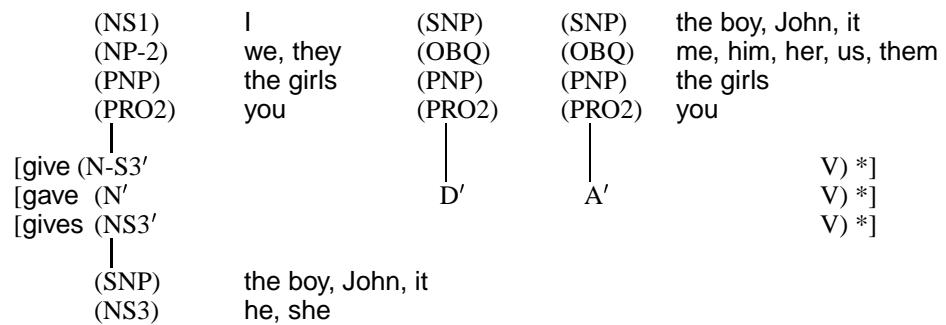 (NS1) I (SNP) (SNP) the boy, John, it
(NP-2) we, they (OBQ) (OBQ) me, him, her, us, them
(PNP) the girls (PNP) (PNP) the girls
(PRO2) you (PRO2) (PRO2) you
[give (N-S3′ V) *]
[gave (N′ D′ A′ V) *]
[gives (NS3′ V) *]
(SNP) the boy, John, it
(NS3) he, she